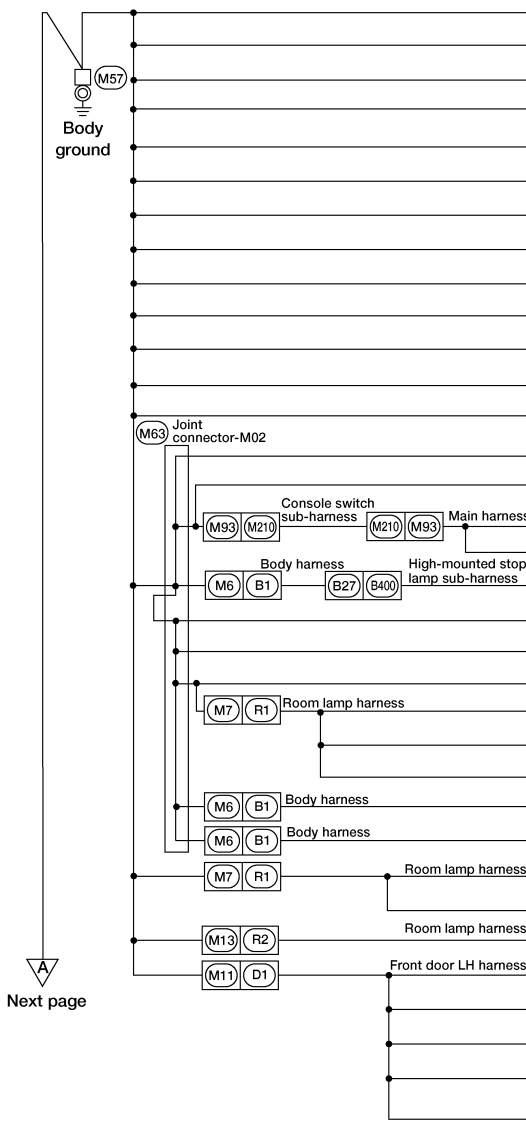 M57
Body
ground
M63
Joint
connector-M02
Console switch
sub-harness
M93 M210
M210 M93
Main harness
Body harness
High-mounted stop
lamp sub-harness
M6 B1
B27 B400
M7 R1
Room lamp harness
M6 B1
Body harness
M6 B1
Body harness
M7 R1
Room lamp harness
M13 R2
Room lamp harness
M11 D1
Front door LH harness
A
Next page